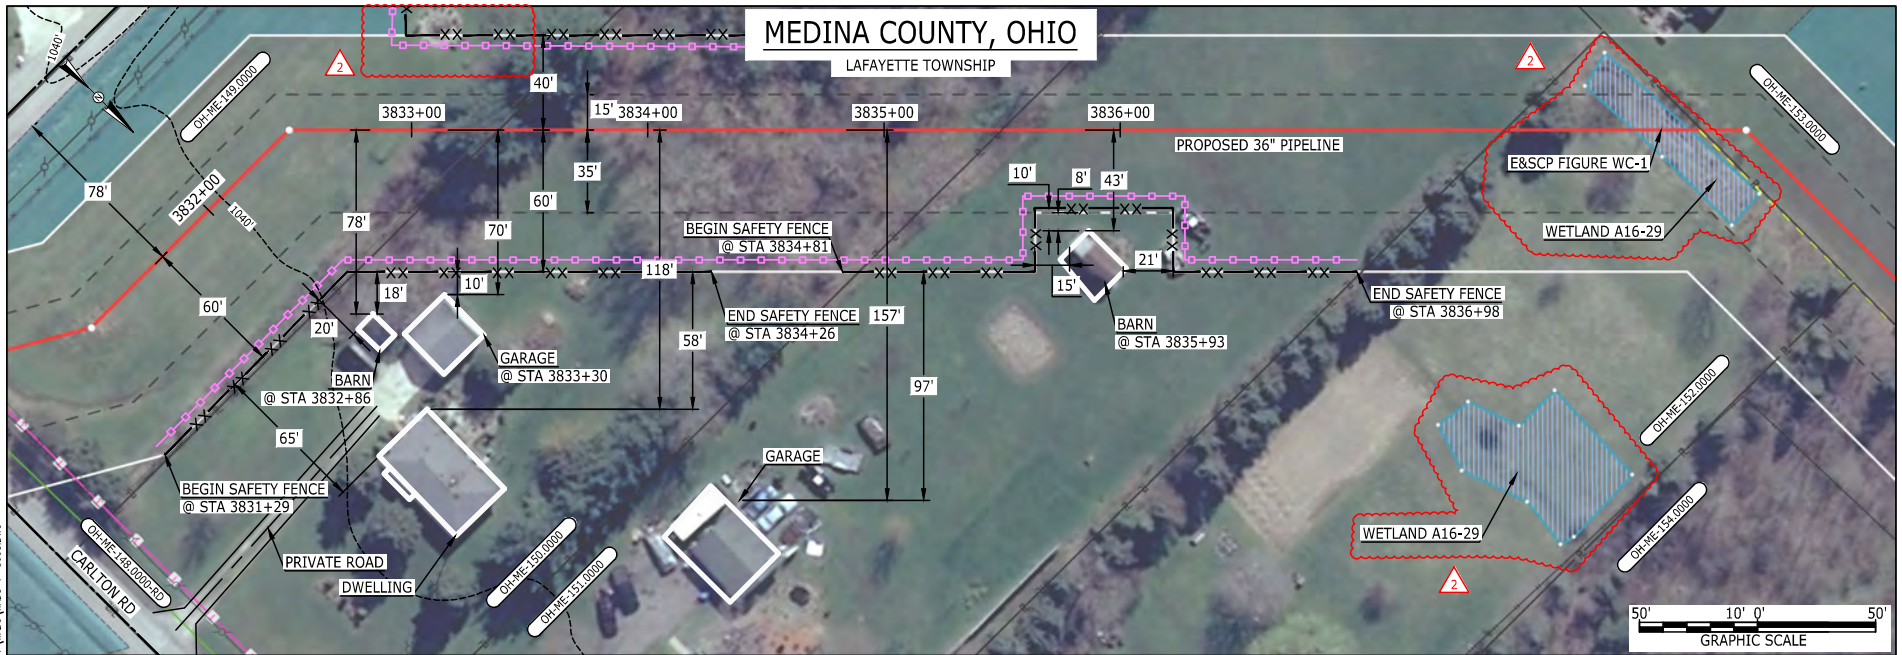 MEDINA COUNTY, OHIO
LAFAYETTE TOWNSHIP
1040'
N
OH-ME-149.0000
2
40'
15'
3833+00
3834+00
3835+00
3836+00
2
OH-ME-153.0000
PROPOSED 36" PIPELINE
E&SCP FIGURE WC-1
WETLAND A16-29
78'
3832+00
1040'
78'
70'
60'
35'
10'
8'
43'
BEGIN SAFETY FENCE
@ STA 3834+81
118'
10'
18'
15'
21'
60'
20'
END SAFETY FENCE
@ STA 3834+26
157'
58'
97'
END SAFETY FENCE
@ STA 3836+98
BARN
@ STA 3835+93
GARAGE
@ STA 3833+30
BARN
@ STA 3832+86
65'
GARAGE
BEGIN SAFETY FENCE
@ STA 3831+29
PRIVATE ROAD
DWELLING
OH-ME-148.0000-RD
CARLTON RD
OH-ME-150.0000
OH-ME-151.0000
OH-ME-152.0000
OH-ME-154.0000
WETLAND A16-29
2
50'
10'
0'
50'
GRAPHIC SCALE